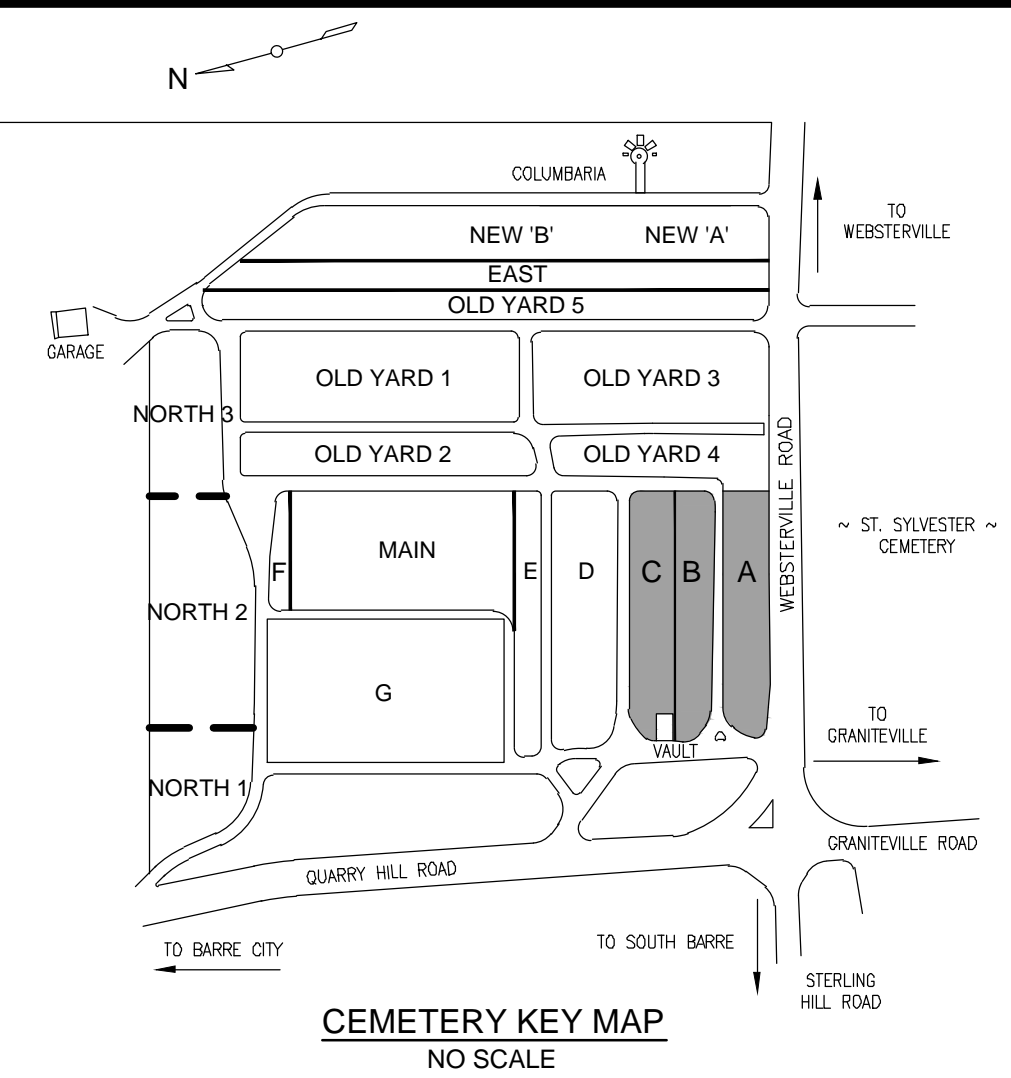 N
COLUMBARIA
TO
WEBSTERVILLE
NEW 'B'
NEW 'A'
EAST
OLD YARD 5
GARAGE
OLD YARD 1
OLD YARD 3
NORTH 3
OLD YARD 2
OLD YARD 4
WEBSTERVILLE ROAD
~ ST. SYLVESTER ~
CEMETERY
MAIN
F
E
D
C
B
A
NORTH 2
G
TO
GRANITEVILLE
VAULT
NORTH 1
GRANITEVILLE ROAD
QUARRY HILL ROAD
TO BARRE CITY
TO SOUTH BARRE
STERLING
HILL ROAD
CEMETERY KEY MAP
NO SCALE